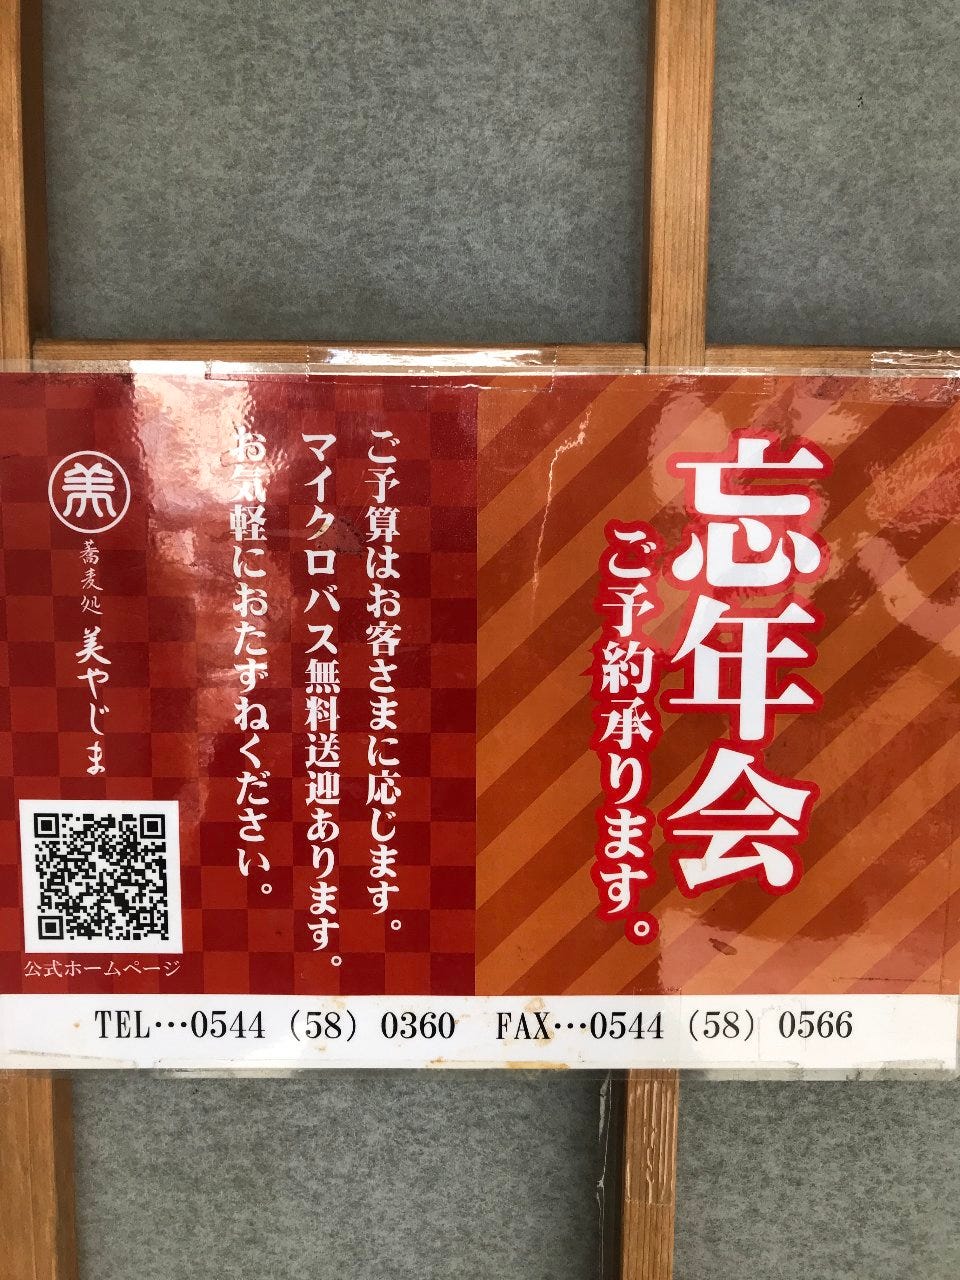 忘年会
ご予約承ります。
ご予算はお客さまに応じます。
マイクロバス無料送迎あります。
お気軽におたずねください。
美
蕎麦処 美やじま
公式ホームページ
TEL…0544（58）0360 FAX…0544（58）0566